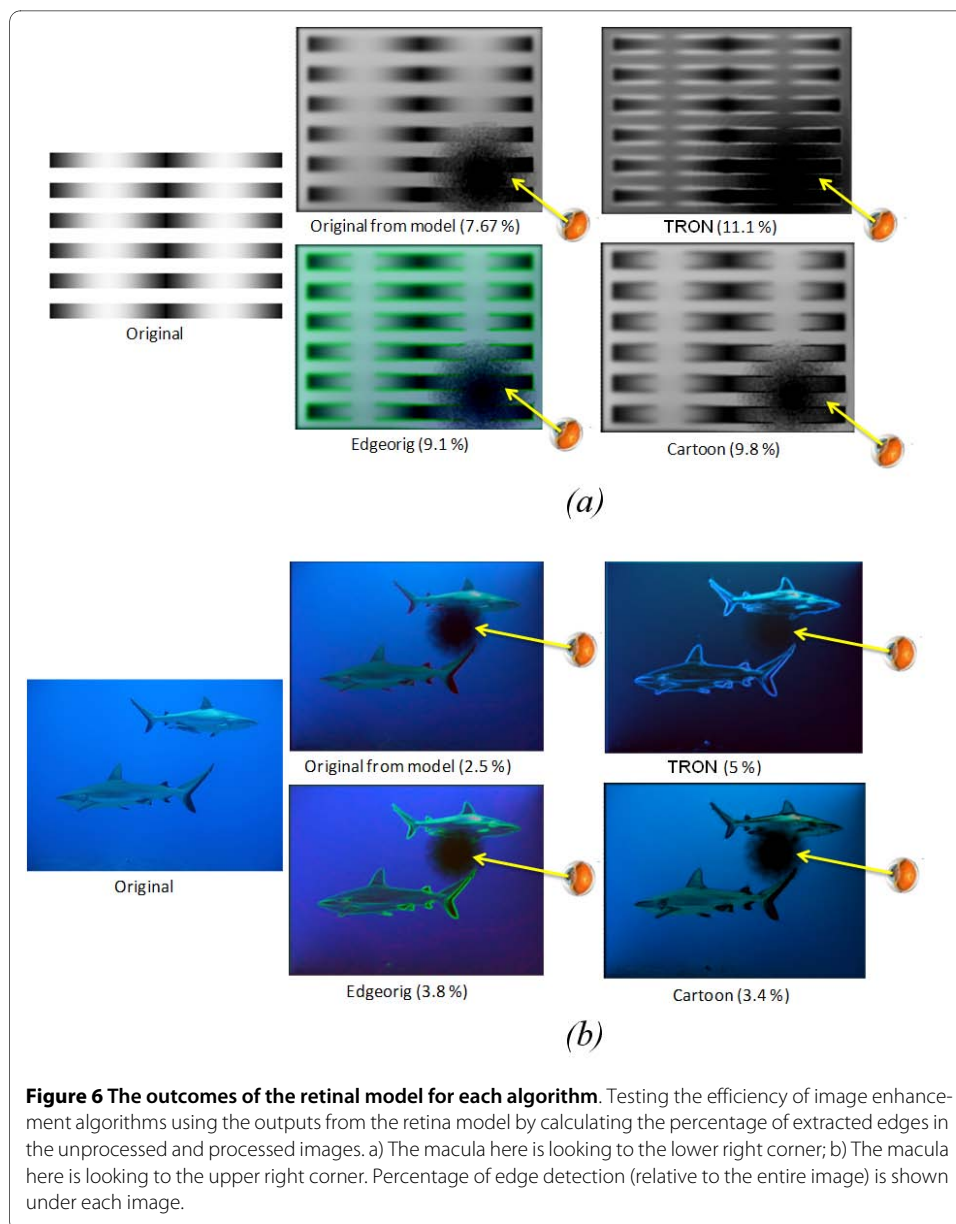 Original
Original from model (7.67 %)
TRON (11.1 %)
Edgeorig (9.1 %)
Cartoon (9.8 %)
(a)
Original
Original from model (2.5 %)
TRON (5 %)
Edgeorig (3.8 %)
Cartoon (3.4 %)
(b)
Figure 6 The outcomes of the retinal model for each algorithm. Testing the efficiency of image enhance-
ment algorithms using the outputs from the retina model by calculating the percentage of extracted edges in
the unprocessed and processed images. a) The macula here is looking to the lower right corner; b) The macula
here is looking to the upper right corner. Percentage of edge detection (relative to the entire image) is shown
under each image.